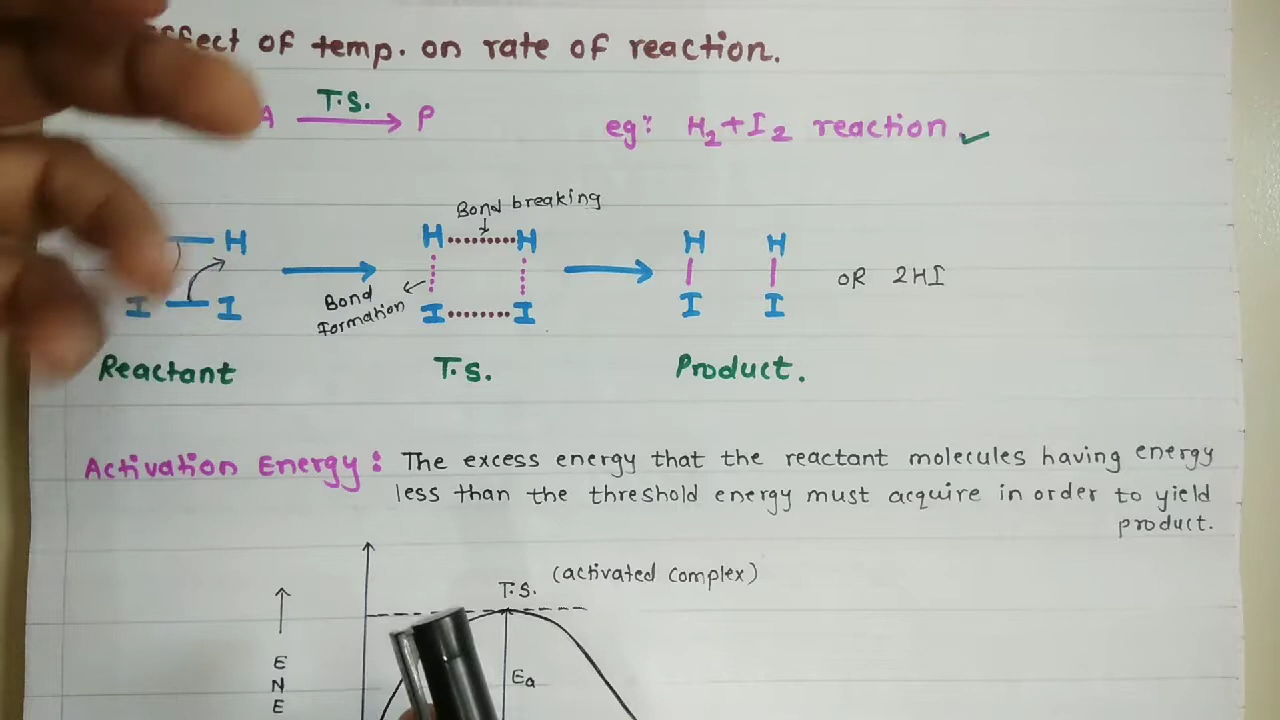 ffect of temp. on rate of reaction.
A T.S. P
eg: H2+I2 reaction
Bond breaking
H H H H H
Bond formation
OR 2HI
I I I I I I
Reactant T.S. Product.
Activation Energy: The excess energy that the reactant molecules having energy
less than the threshold energy must acquire in order to yield
product.
T.S. (activated complex)
Ea
E
N
E